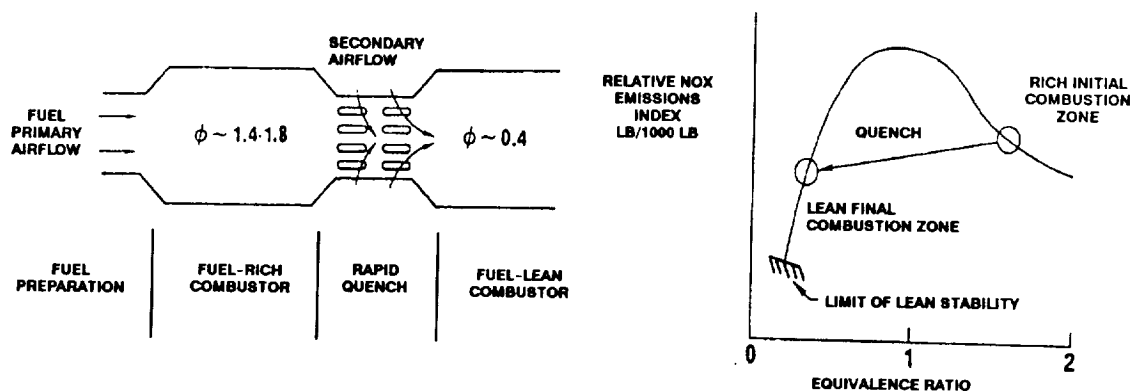 SECONDARY
AIRFLOW
FUEL
PRIMARY
AIRFLOW
ϕ ~ 1.4-1.8
ϕ ~ 0.4
FUEL
PREPARATION
FUEL-RICH
COMBUSTOR
RAPID
QUENCH
FUEL-LEAN
COMBUSTOR
RELATIVE NOX
EMISSIONS
INDEX
LB/1000 LB
RICH INITIAL
COMBUSTION
ZONE
QUENCH
LEAN FINAL
COMBUSTION ZONE
LIMIT OF LEAN STABILITY
0
1
2
EQUIVALENCE RATIO